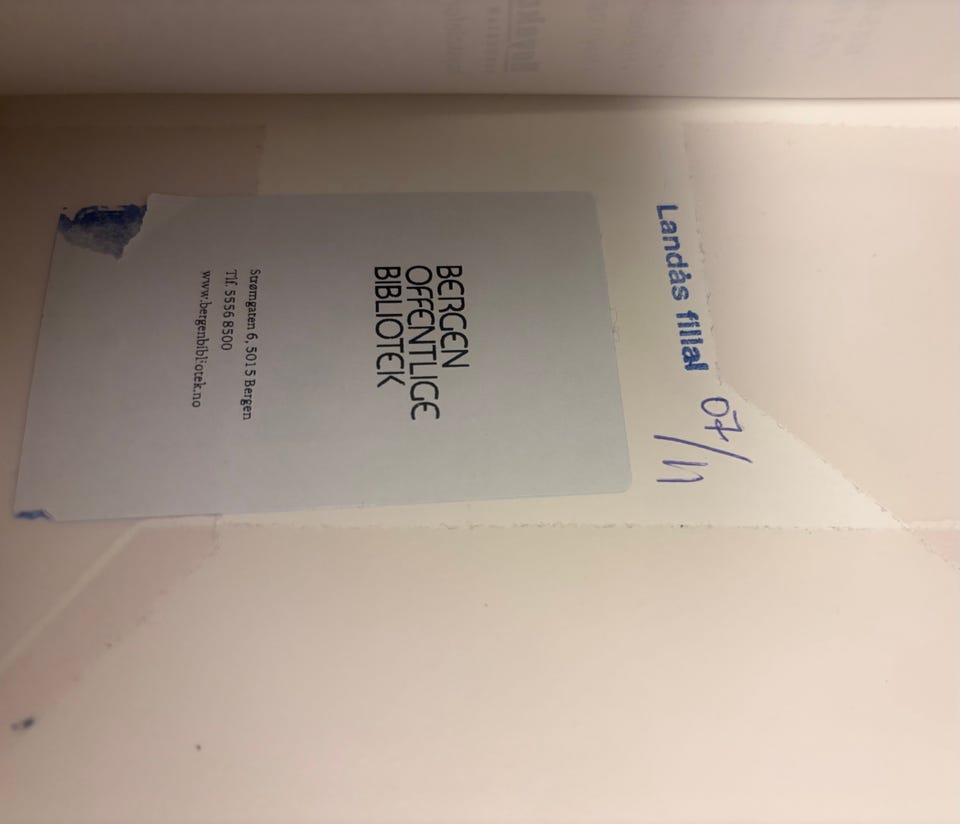 Landås filial
07/11
BERGEN
OFFENTLIGE
BIBLIOTEK
Strømgaten 6, 5015 Bergen
Tlf. 5556 8500
www.bergenbibliotek.no